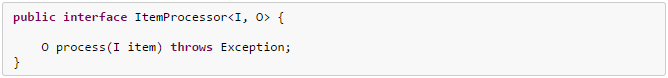 public interface ItemProcessor<I, O> {
    O process(I item) throws Exception;
}